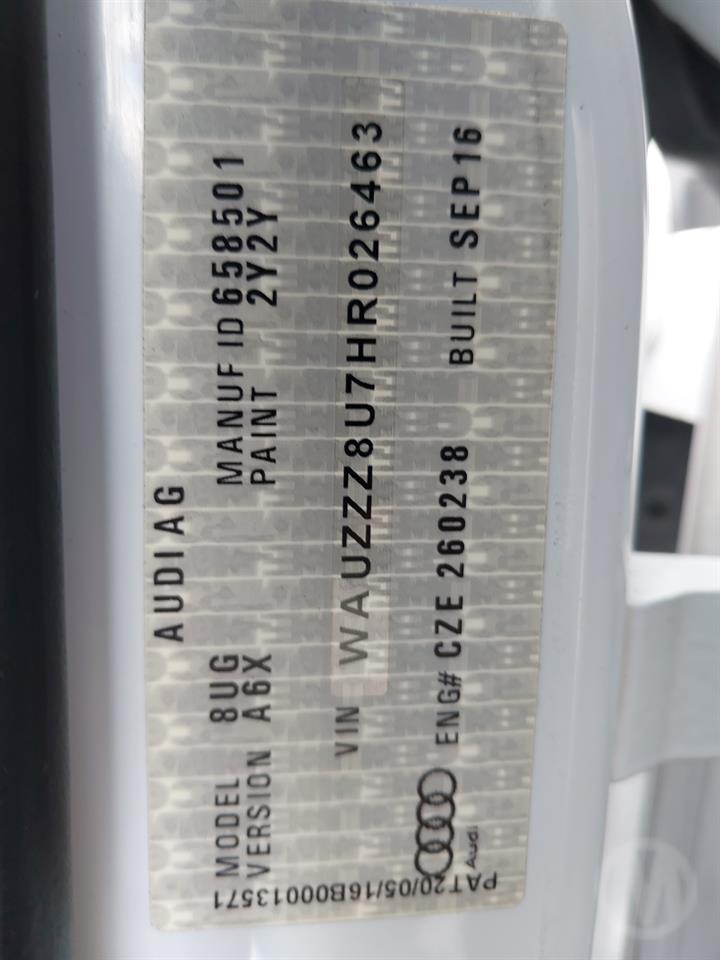 AUDI AG
MODEL 8UG MANUF ID 658501
VERSION A6X PAINT 2Y2Y
VIN WAUZZZ8U7HR026463
ENG# CZE 260238 BUILT SEP16
Audi
PAT20/05/16B00013571